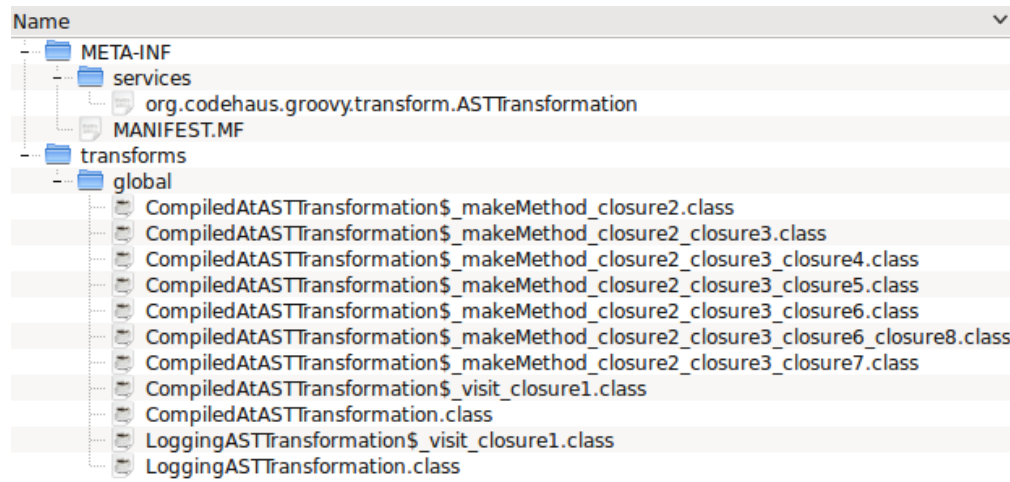 Name
META-INF
services
org.codehaus.groovy.transform.ASTTransformation
MANIFEST.MF
transforms
global
CompiledAtASTTransformation$_makeMethod_closure2.class
CompiledAtASTTransformation$_makeMethod_closure2_closure3.class
CompiledAtASTTransformation$_makeMethod_closure2_closure3_closure4.class
CompiledAtASTTransformation$_makeMethod_closure2_closure3_closure5.class
CompiledAtASTTransformation$_makeMethod_closure2_closure3_closure6.class
CompiledAtASTTransformation$_makeMethod_closure2_closure3_closure6_closure8.class
CompiledAtASTTransformation$_makeMethod_closure2_closure3_closure7.class
CompiledAtASTTransformation$_visit_closure1.class
CompiledAtASTTransformation.class
LoggingASTTransformation$_visit_closure1.class
LoggingASTTransformation.class